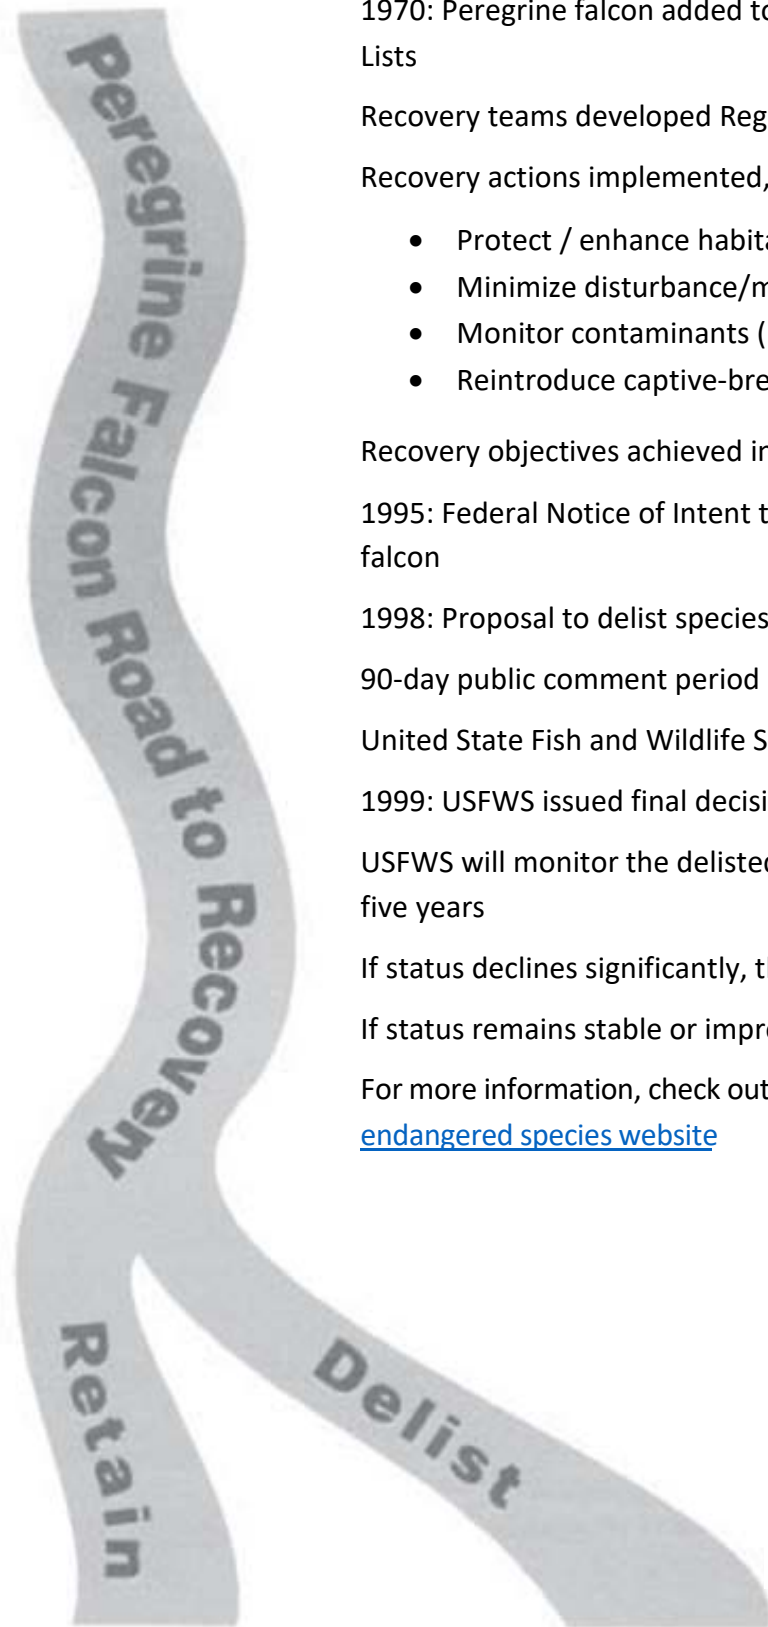 Peregrine Falcon Road to Recovery
1970: Peregrine falcon added to
Lists
Recovery teams developed Reg
Recovery actions implemented,
• Protect / enhance habita
• Minimize disturbance/m
• Monitor contaminants (
• Reintroduce captive-bre
Recovery objectives achieved in
1995: Federal Notice of Intent t
falcon
1998: Proposal to delist species
90-day public comment period
United State Fish and Wildlife S
1999: USFWS issued final decisi
USFWS will monitor the delisted
five years
If status declines significantly, th
If status remains stable or impro
For more information, check out
endangered species website
Retain
Delist